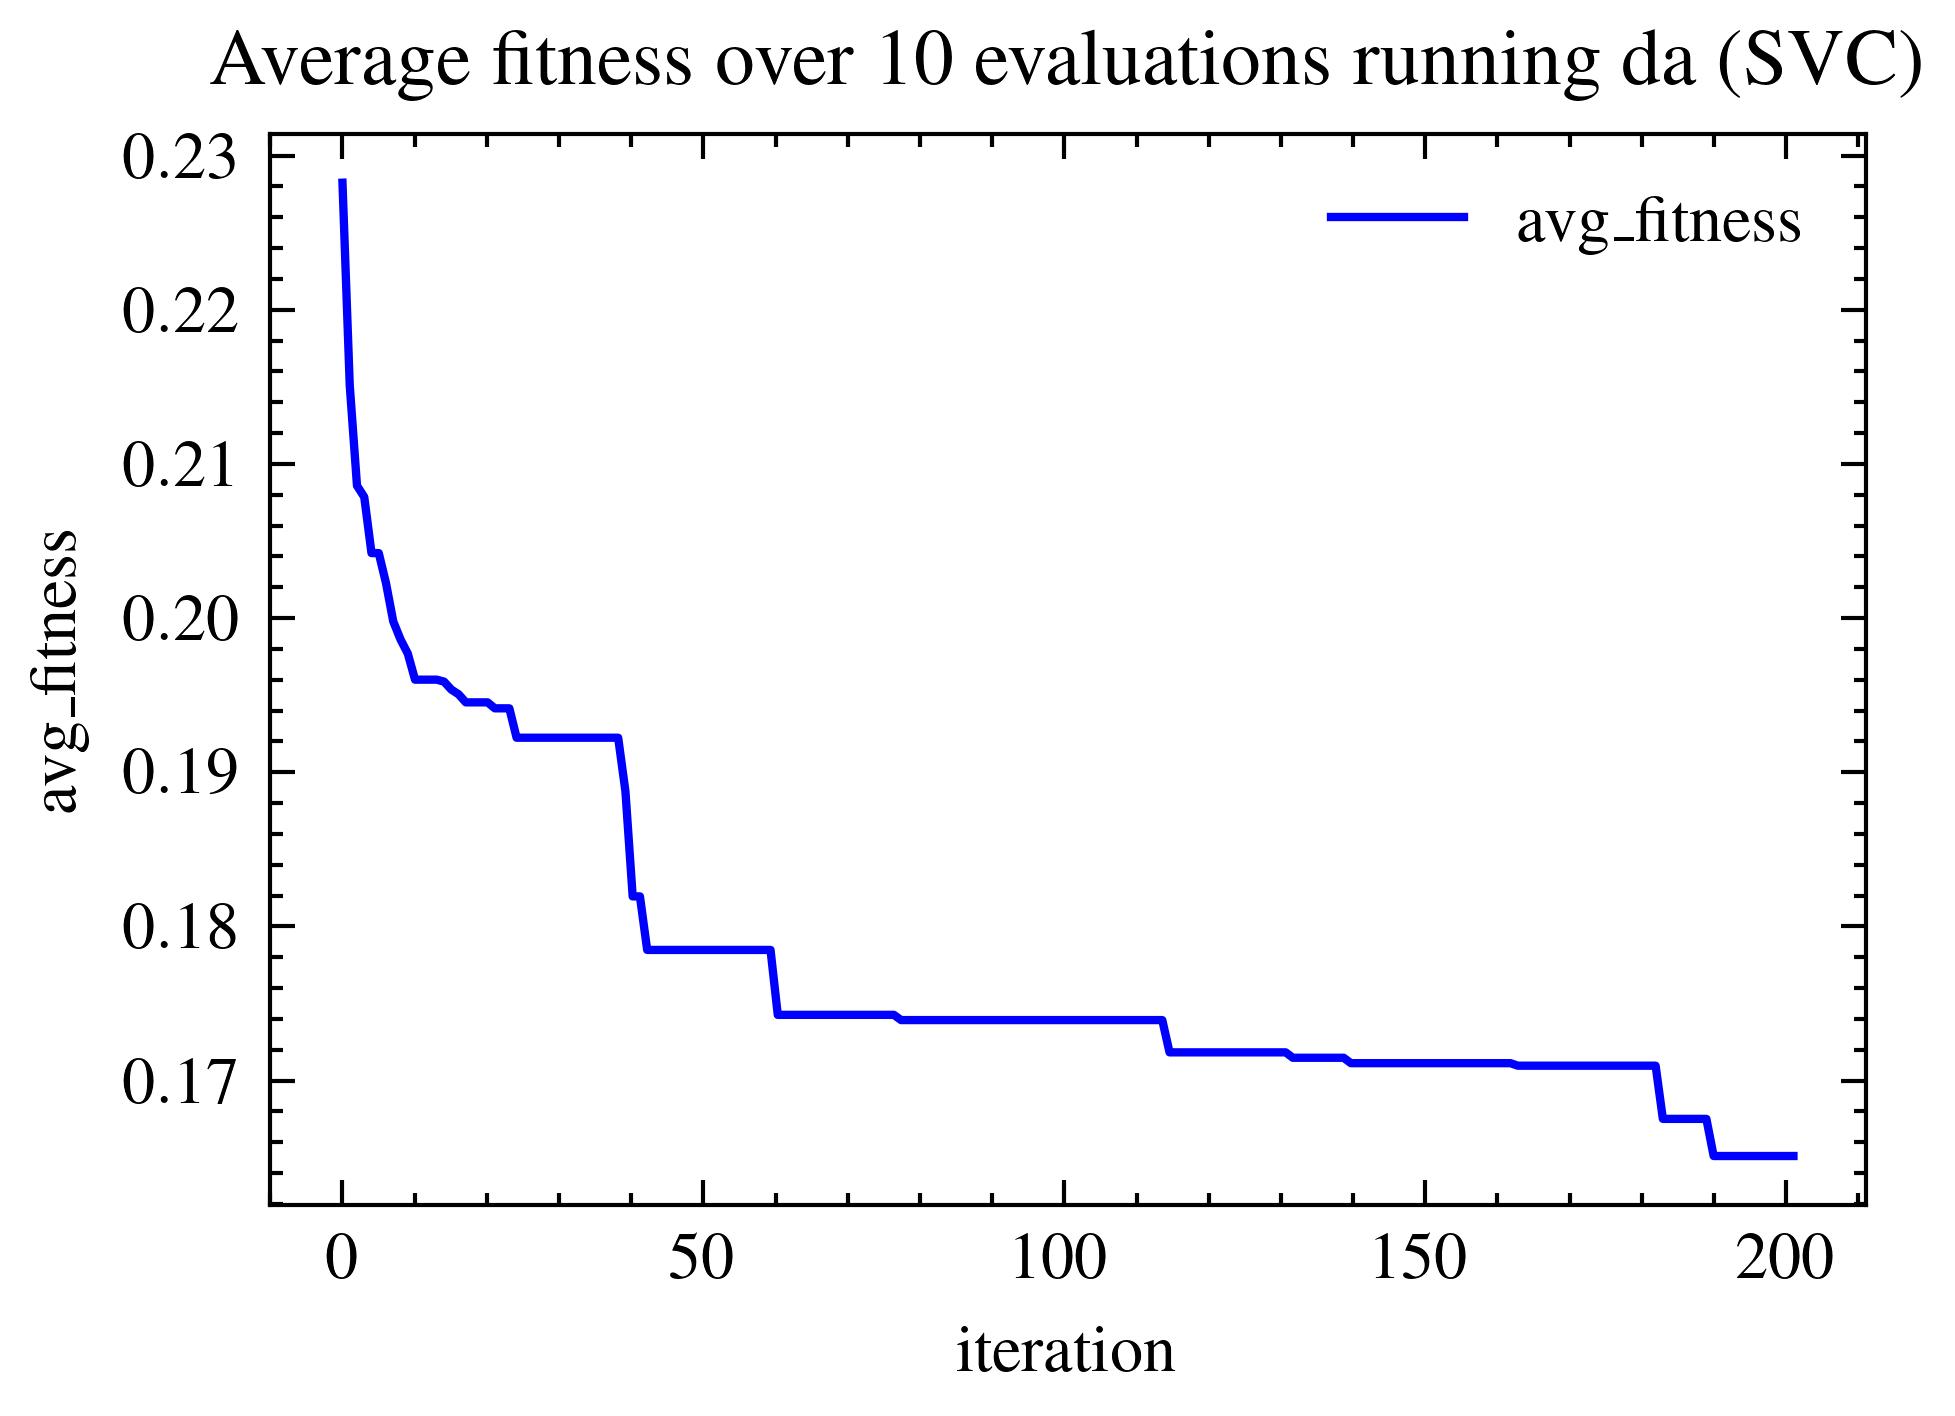 Average fitness over 10 evaluations running da (SVC)
avg_fitness
0.23
0.22
0.21
0.20
0.19
0.18
0.17
avg_fitness
0 50 100 150 200
iteration